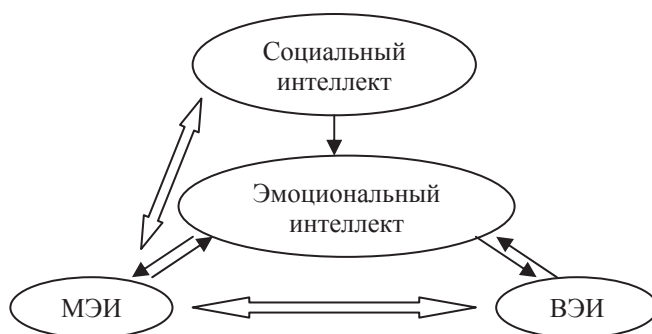 Социальный
интеллект
Эмоциональный
интеллект
МЭИ
ВЭИ